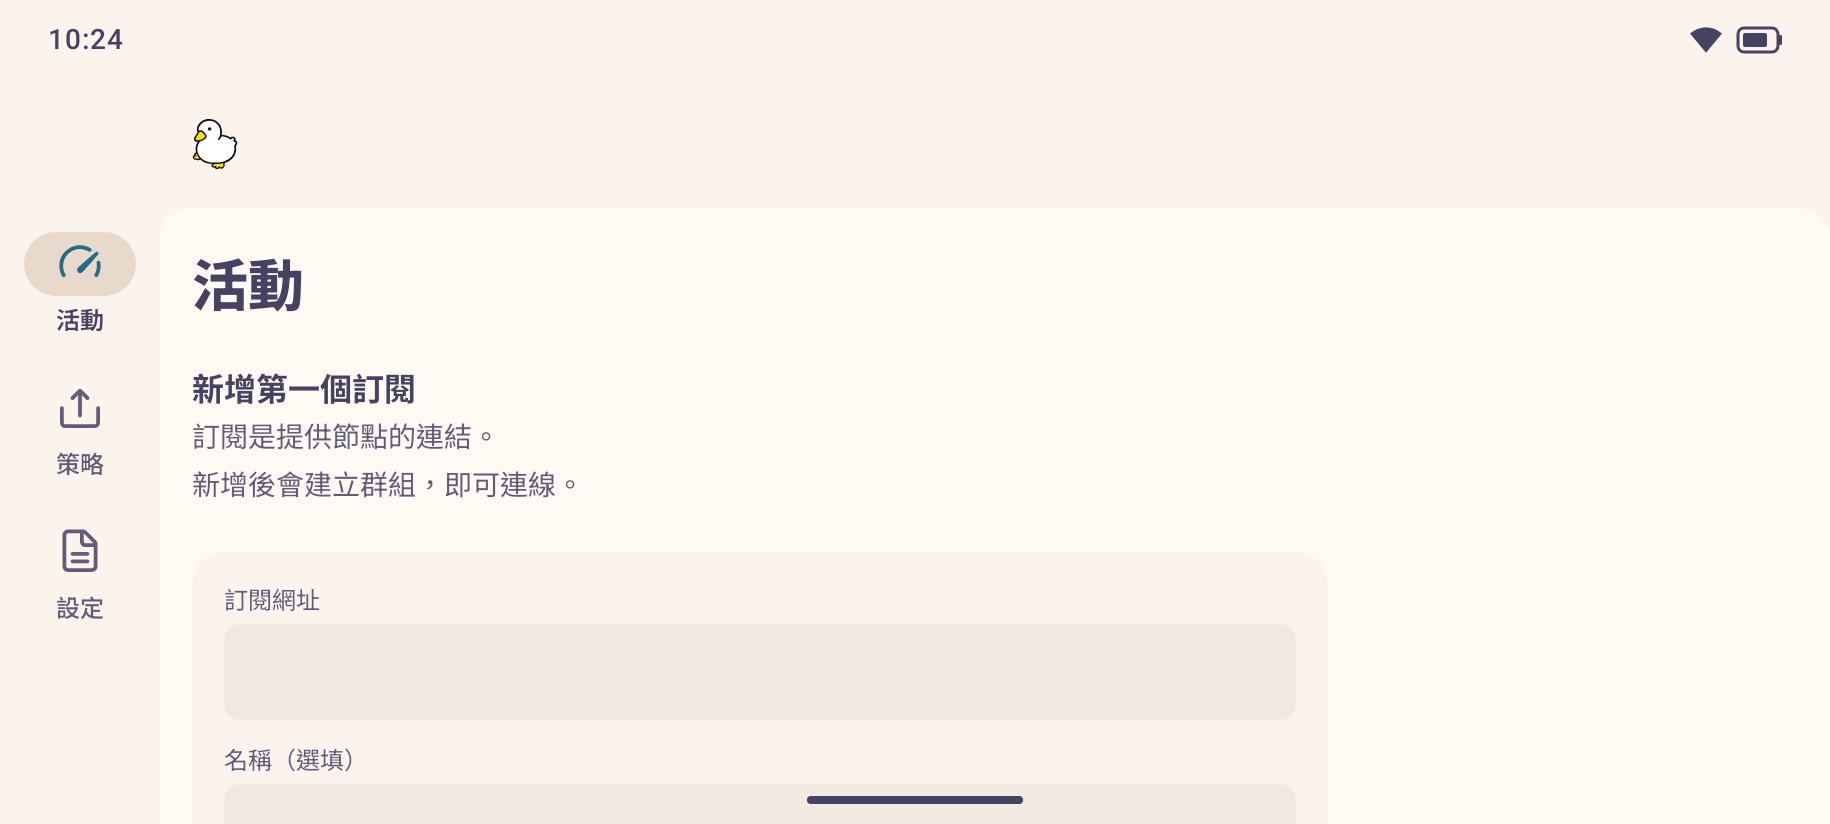 10:24
活動
策略
設定
活動
新增第一個訂閱
訂閱是提供節點的連結。
新增後會建立群組，即可連線。
訂閱網址
名稱（選填）